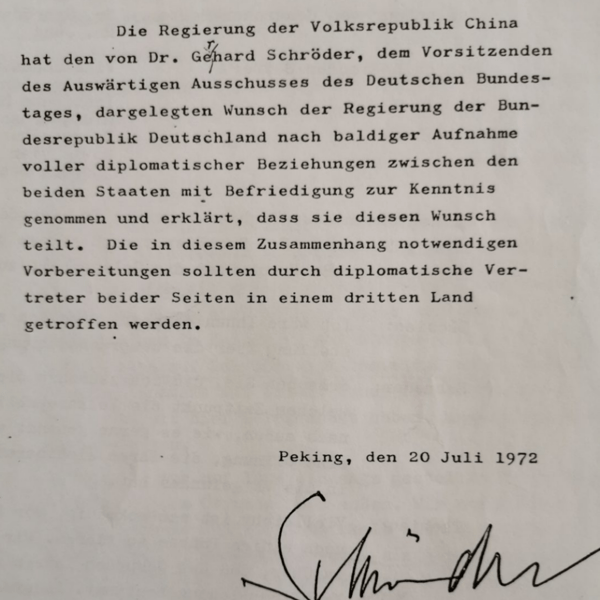 Die Regierung der Volksrepublik China
hat den von Dr. Gerhard Schröder, dem Vorsitzenden
des Auswärtigen Ausschusses des Deutschen Bundes-
tages, dargelegten Wunsch der Regierung der Bun-
desrepublik Deutschland nach baldiger Aufnahme
voller diplomatischer Beziehungen zwischen den
beiden Staaten mit Befriedigung zur Kenntnis
genommen und erklärt, dass sie diesen Wunsch
teilt. Die in diesem Zusammenhang notwendigen
Vorbereitungen sollten durch diplomatische Ver-
treter beider Seiten in einem dritten Land
getroffen werden.
Peking, den 20 Juli 1972
Schröder